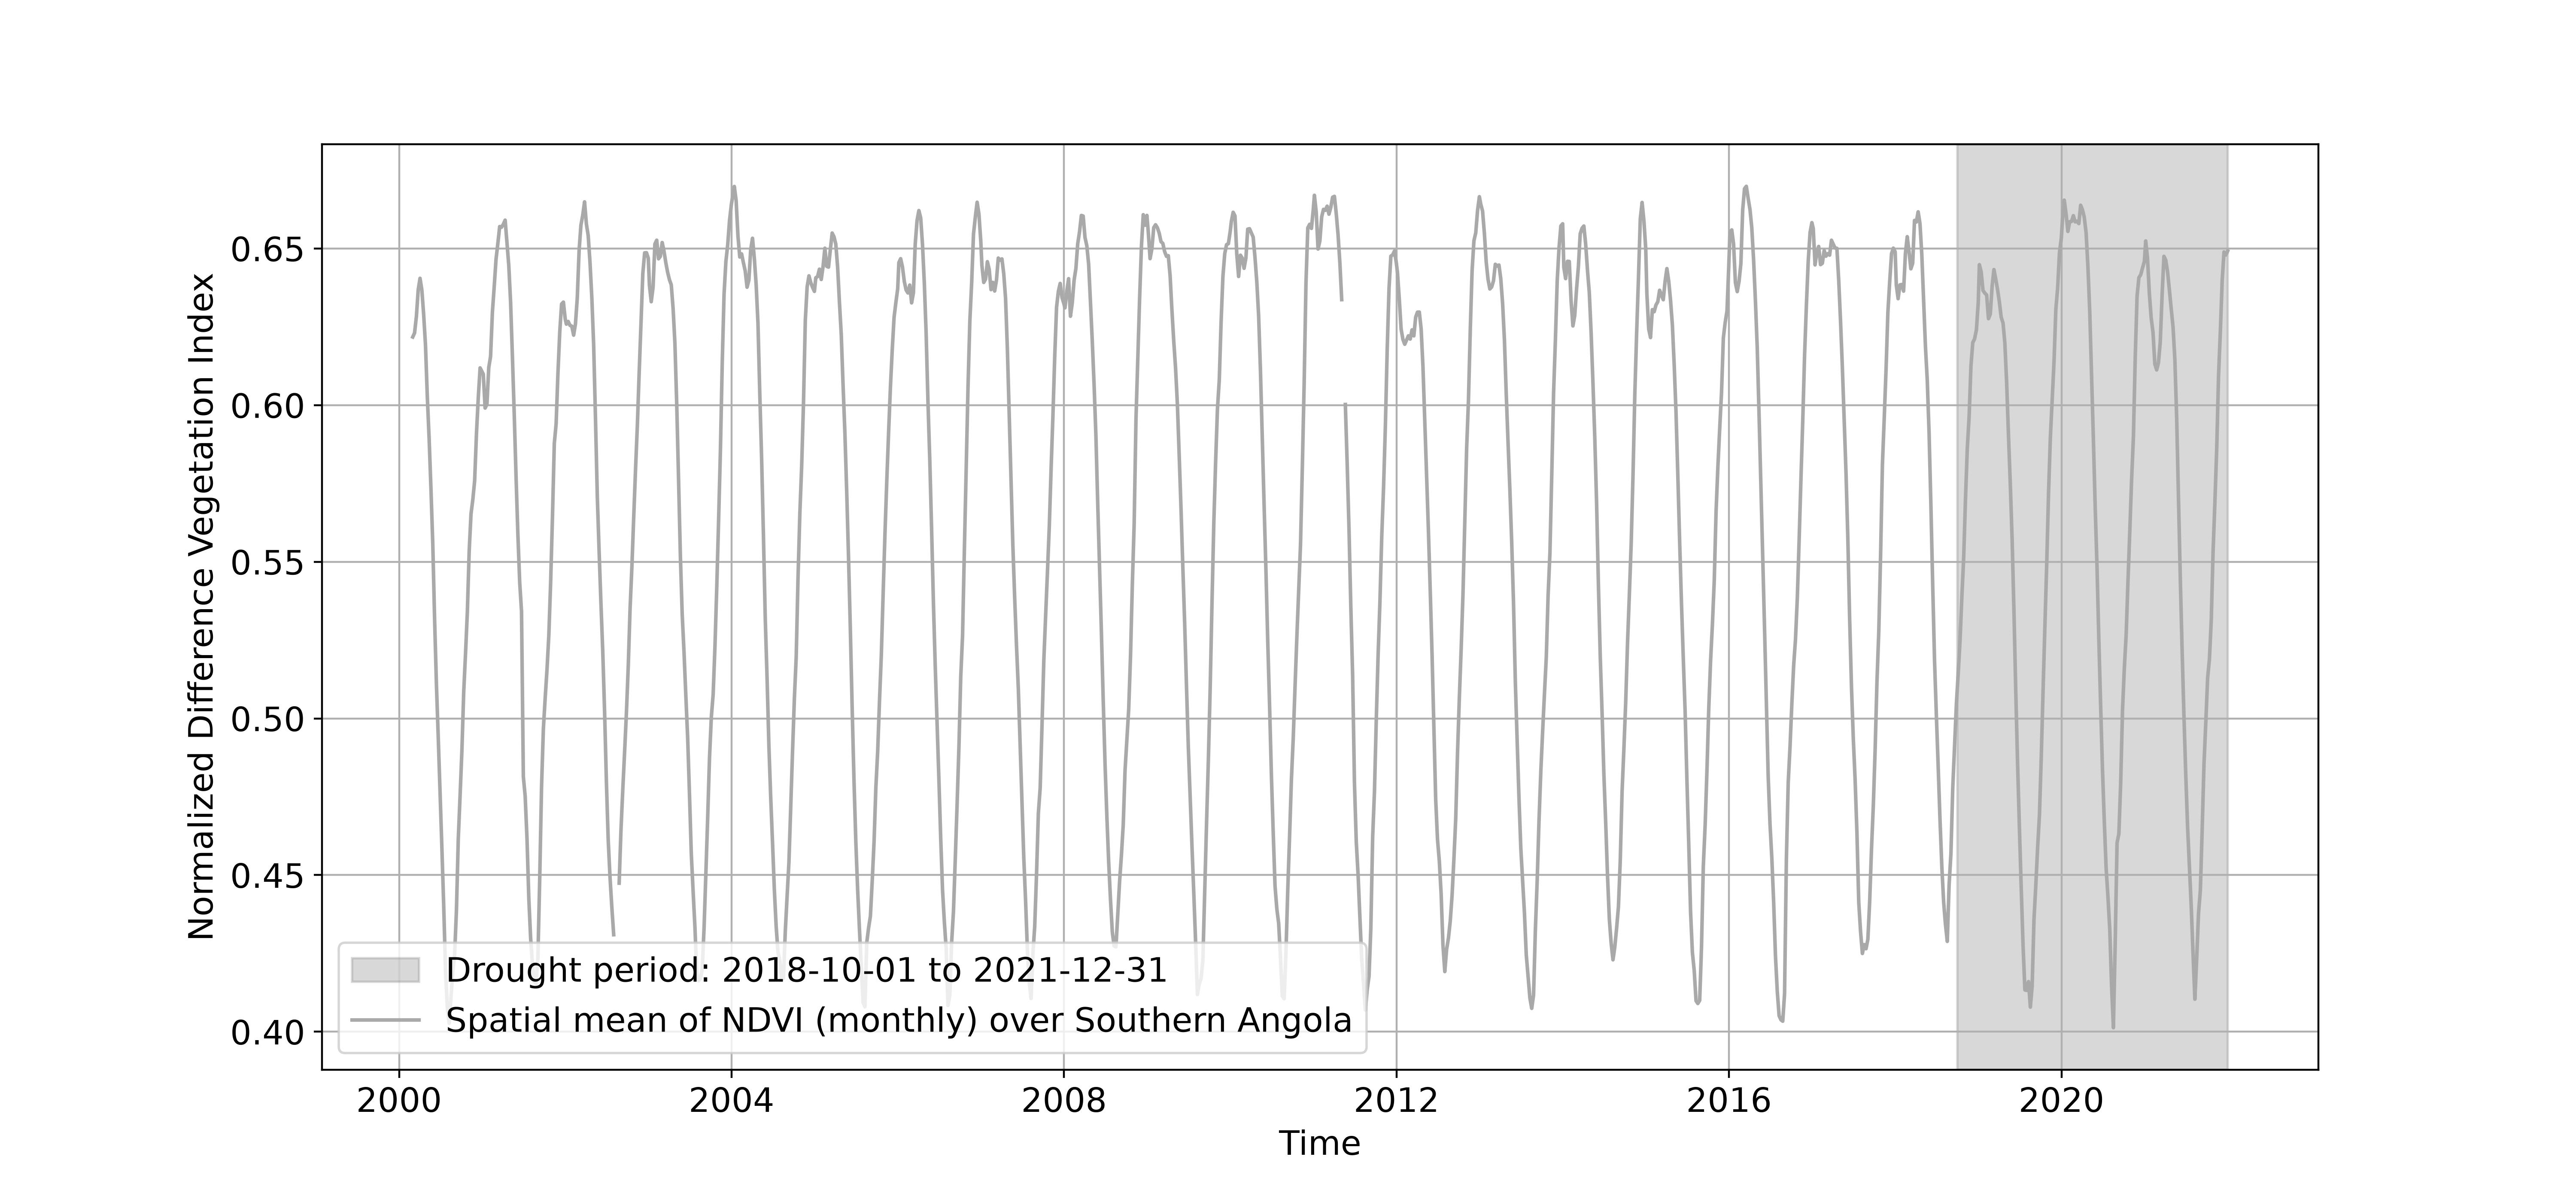 Normalized Difference Vegetation Index
0.65
0.60
0.55
0.50
0.45
0.40
Drought period: 2018-10-01 to 2021-12-31
Spatial mean of NDVI (monthly) over Southern Angola
2000 2004 2008 2012 2016 2020
Time